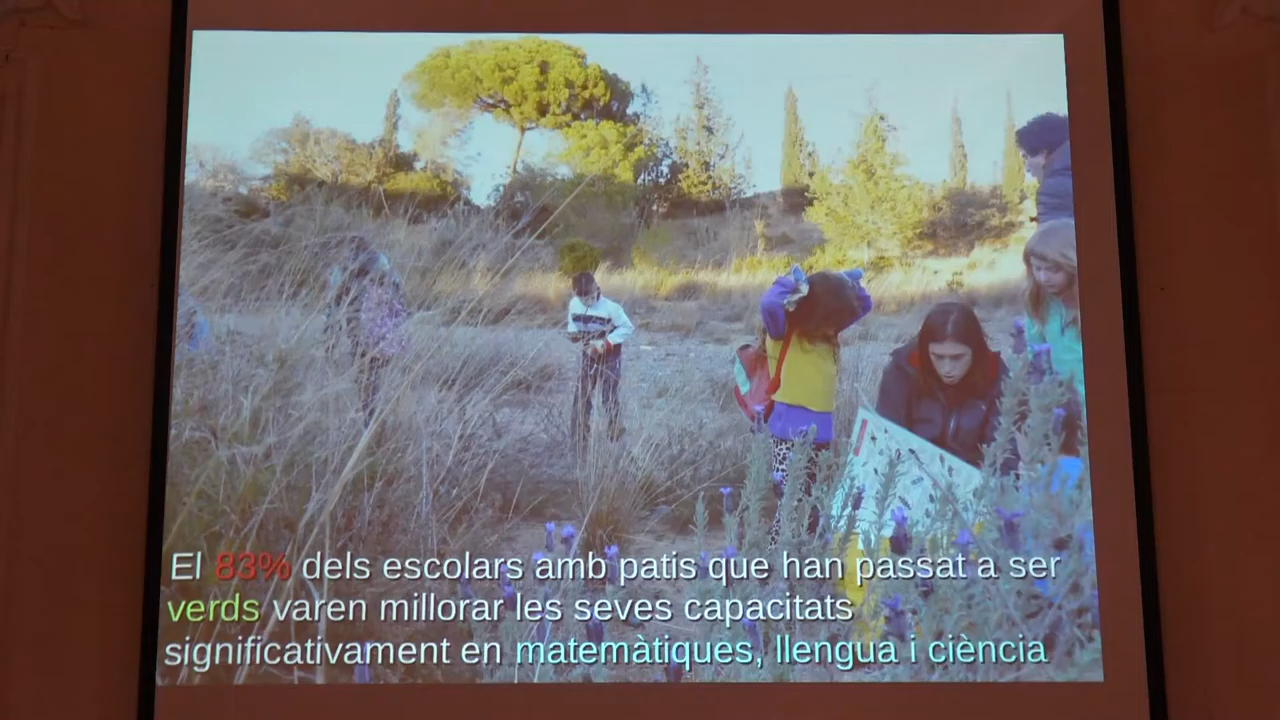 El 83% dels escolars amb patis que han passat a ser
verds varen millorar les seves capacitats
significativament en matemàtiques, llengua i ciència